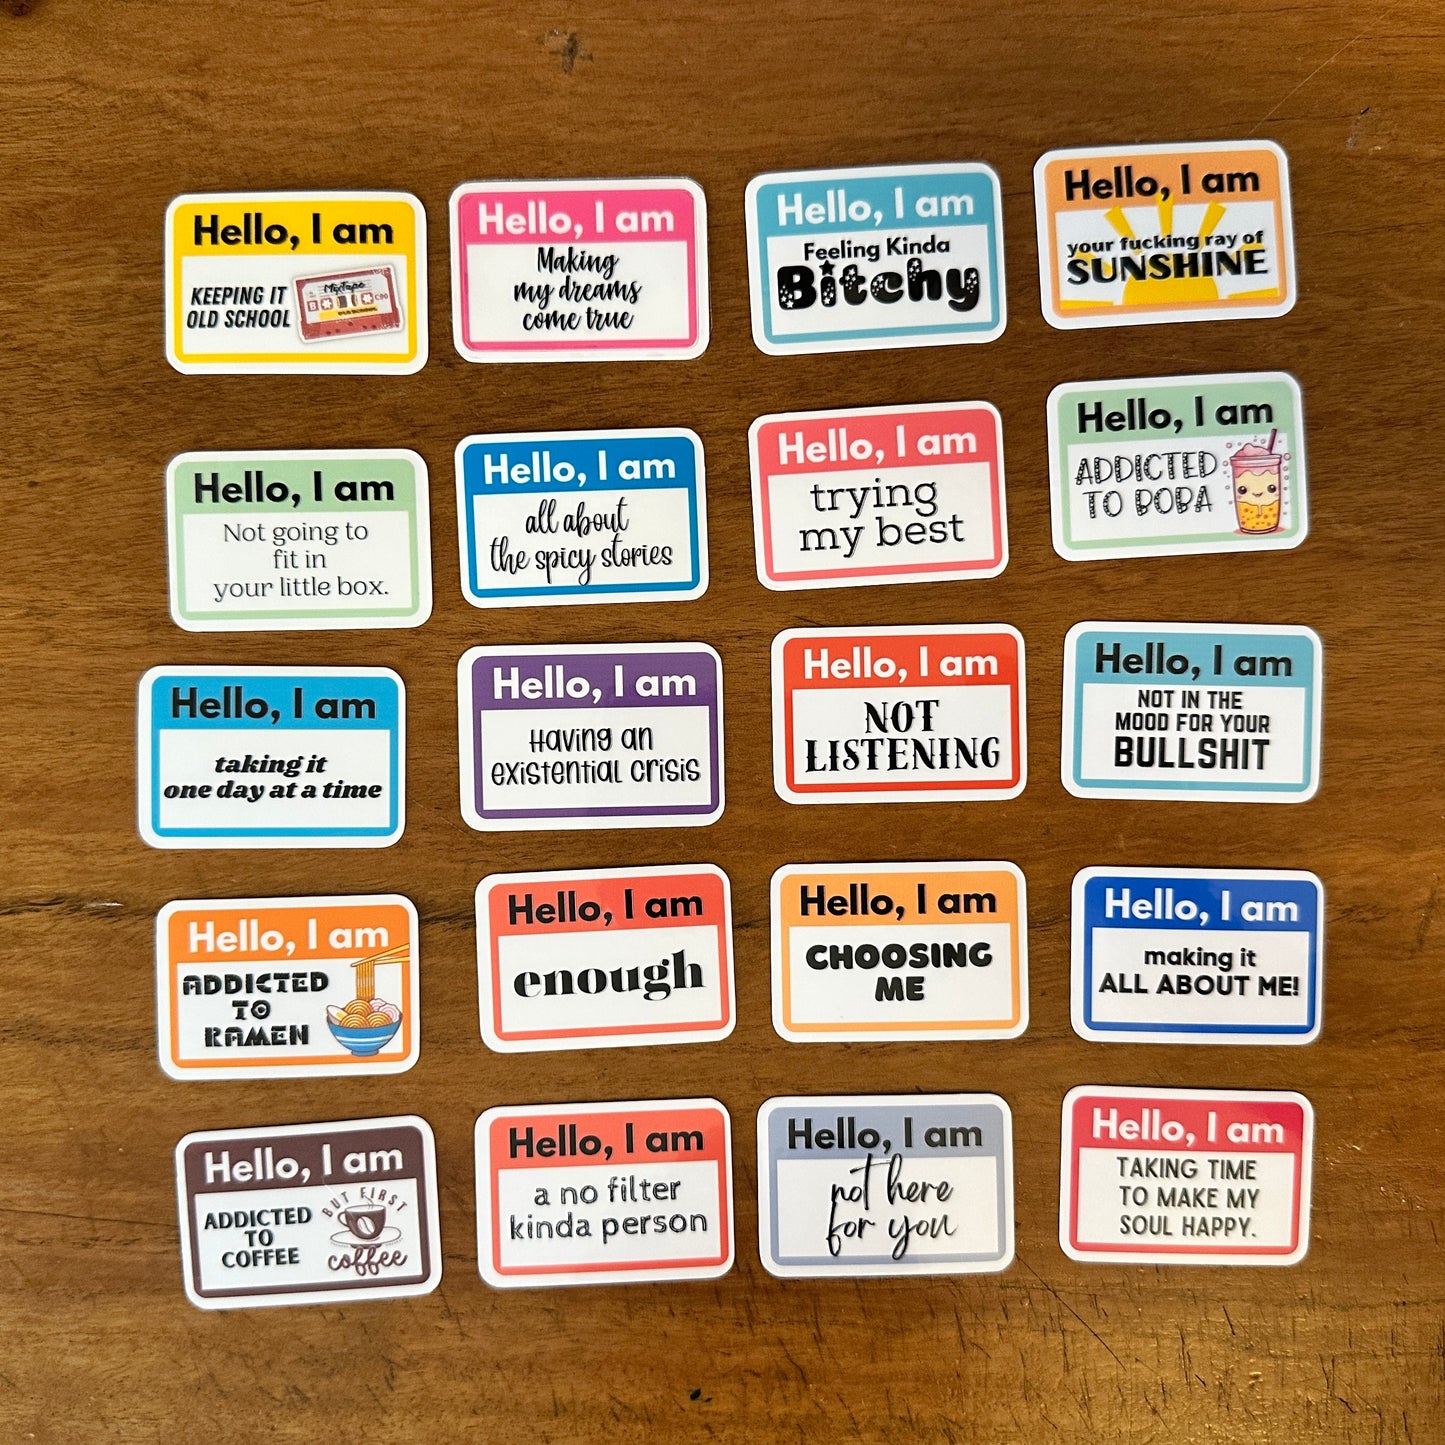 Hello, I am
KEEPING IT
OLD SCHOOL
MixTape
B
C90
OLD SCHOOL
Hello, I am
Making
my dreams
come true
Hello, I am
Feeling Kinda
Bitchy
Hello, I am
your fucking ray of
SUNSHINE
Hello, I am
Not going to
fit in
your little box.
Hello, I am
all about
the spicy stories
Hello, I am
trying
my best
Hello, I am
ADDICTED
TO BOBA
Hello, I am
taking it
one day at a time
Hello, I am
Having an
existential crisis
Hello, I am
NOT
LISTENING
Hello, I am
NOT IN THE
MOOD FOR YOUR
BULLSHIT
Hello, I am
ADDICTED
TO
RAMEN
Hello, I am
enough
Hello, I am
CHOOSING
ME
Hello, I am
making it
ALL ABOUT ME!
Hello, I am
ADDICTED
TO
COFFEE
BUT FIRST
coffee
Hello, I am
a no filter
kinda person
Hello, I am
not here
for you
Hello, I am
TAKING TIME
TO MAKE MY
SOUL HAPPY.